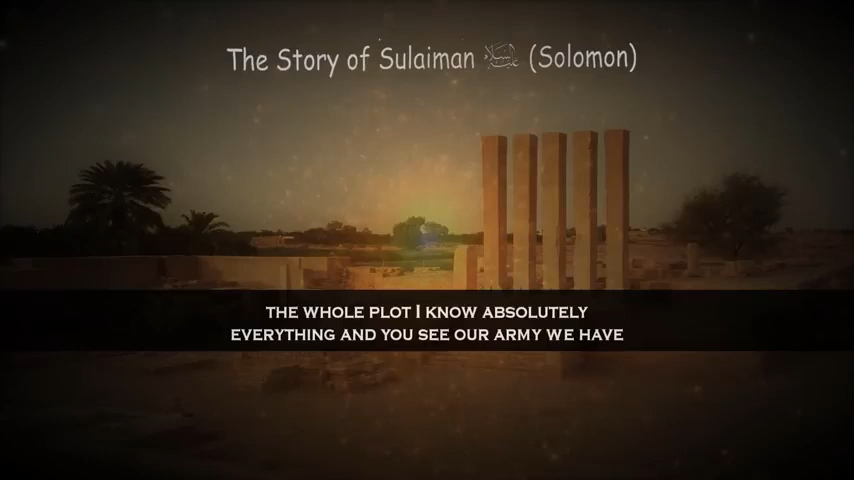 The Story of Sulaiman عليه السلام (Solomon)
THE WHOLE PLOT I KNOW ABSOLUTELY
EVERYTHING AND YOU SEE OUR ARMY WE HAVE